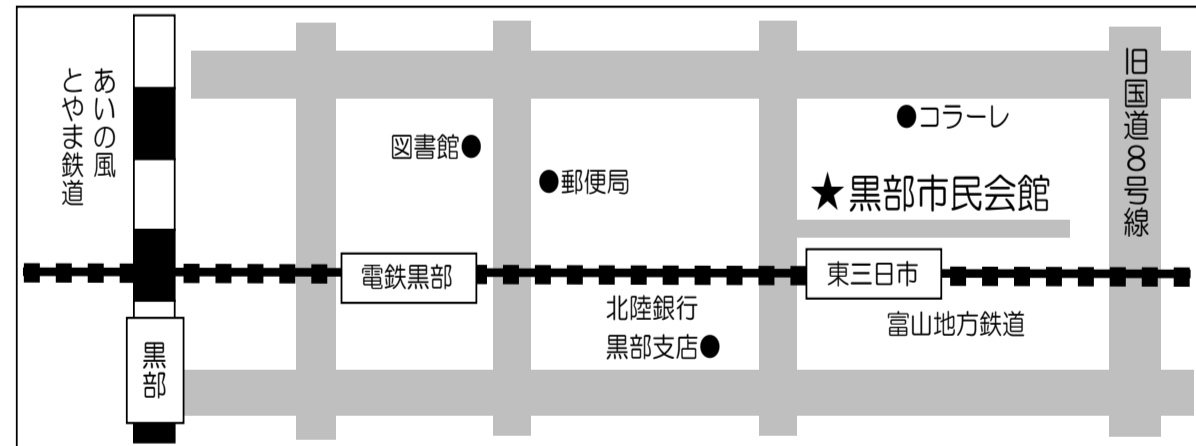 あいの風
とやま鉄道
旧国道8号線
●コラーレ
図書館●
●郵便局
★黒部市民会館
電鉄黒部
東三日市
北陸銀行
黒部支店●
富山地方鉄道
黒部